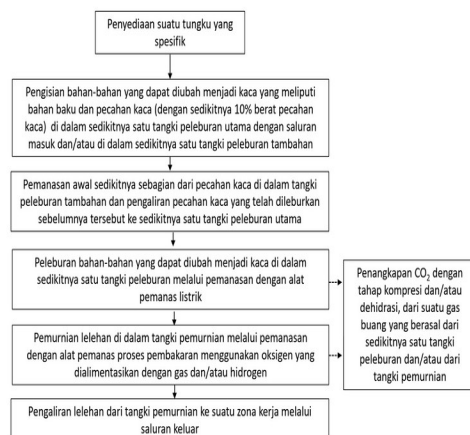 Penyediaan suatu tungku yang
spesifik
Pengisian bahan-bahan yang dapat diubah menjadi kaca yang meliputi
bahan baku dan pecahan kaca (dengan sedikitnya 10% berat pecahan
kaca) di dalam sedikitnya satu tangki peleburan utama dengan saluran
masuk dan/atau di dalam sedikitnya satu tangki peleburan tambahan
Pemanasan awal sedikitnya sebagian dari pecahan kaca di dalam tangki
peleburan tambahan dan pengaliran pecahan kaca yang telah dileburkan
sebelumnya tersebut ke sedikitnya satu tangki peleburan utama
Peleburan bahan-bahan yang dapat diubah menjadi kaca di dalam
sedikitnya satu tangki peleburan melalui pemanasan dengan alat
pemanas listrik
Penangkapan CO₂ dengan
tahap kompresi dan/atau
dehidrasi, dari suatu gas
buang yang berasal dari
sedikitnya satu tangki
peleburan dan/atau dari
tangki pemurnian
Pemurnian lelehan di dalam tangki pemurnian melalui pemanasan
dengan alat pemanas proses pembakaran menggunakan oksigen yang
dialimentasikan dengan gas dan/atau hidrogen
Pengaliran lelehan dari tangki pemurnian ke suatu zona kerja melalui
saluran keluar